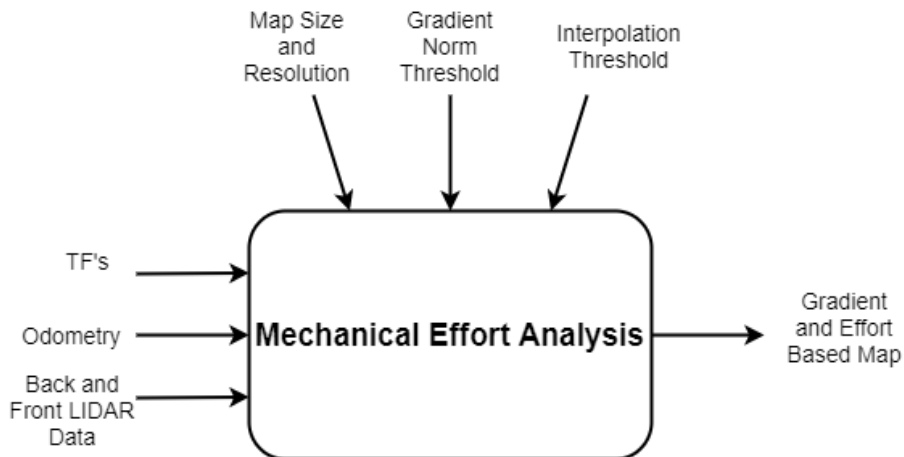 Map Size
and
Resolution
Gradient
Norm
Threshold
Interpolation
Threshold
TF's
Odometry
Back and
Front LIDAR
Data
Mechanical Effort Analysis
Gradient
and Effort
Based Map